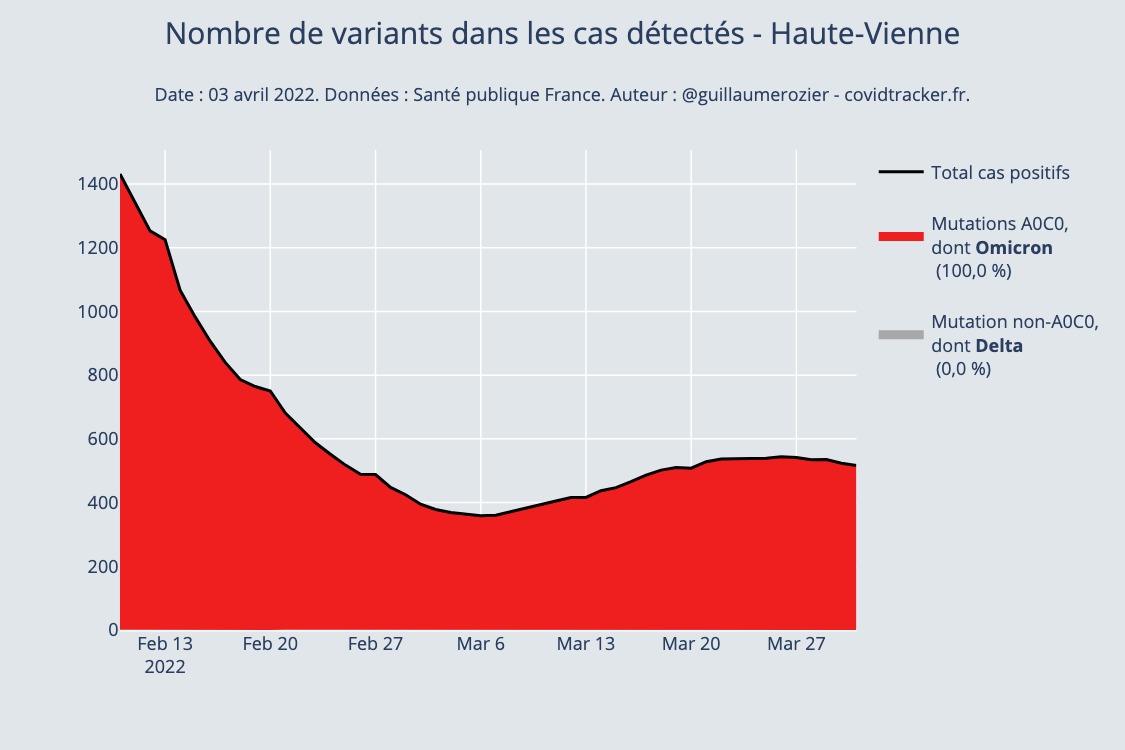 Nombre de variants dans les cas détectés - Haute-Vienne
Date : 03 avril 2022. Données : Santé publique France. Auteur : @guillaumerozier - covidtracker.fr.
1400
1200
1000
800
600
400
200
0
Feb 13
2022
Feb 20
Feb 27
Mar 6
Mar 13
Mar 20
Mar 27
Total cas positifs
Mutations A0C0,
dont Omicron
(100,0 %)
Mutation non-A0C0,
dont Delta
(0,0 %)